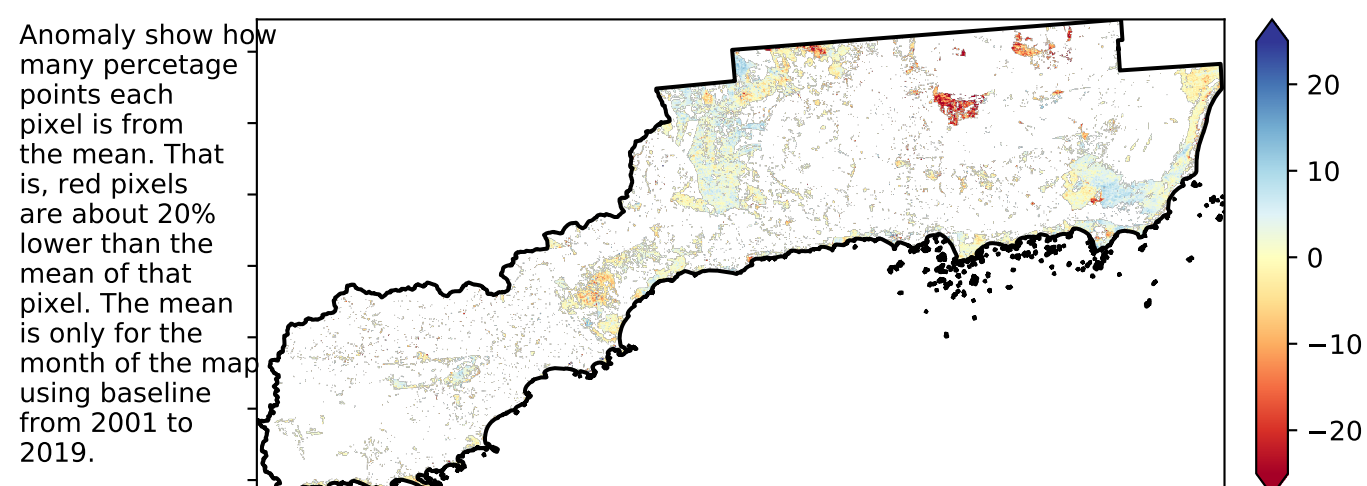 Anomaly show how
many percetage
points each
pixel is from
the mean. That
is, red pixels
are about 20%
lower than the
mean of that
pixel. The mean
is only for the
month of the map
using baseline
from 2001 to
2019.
20
10
0
−10
−20